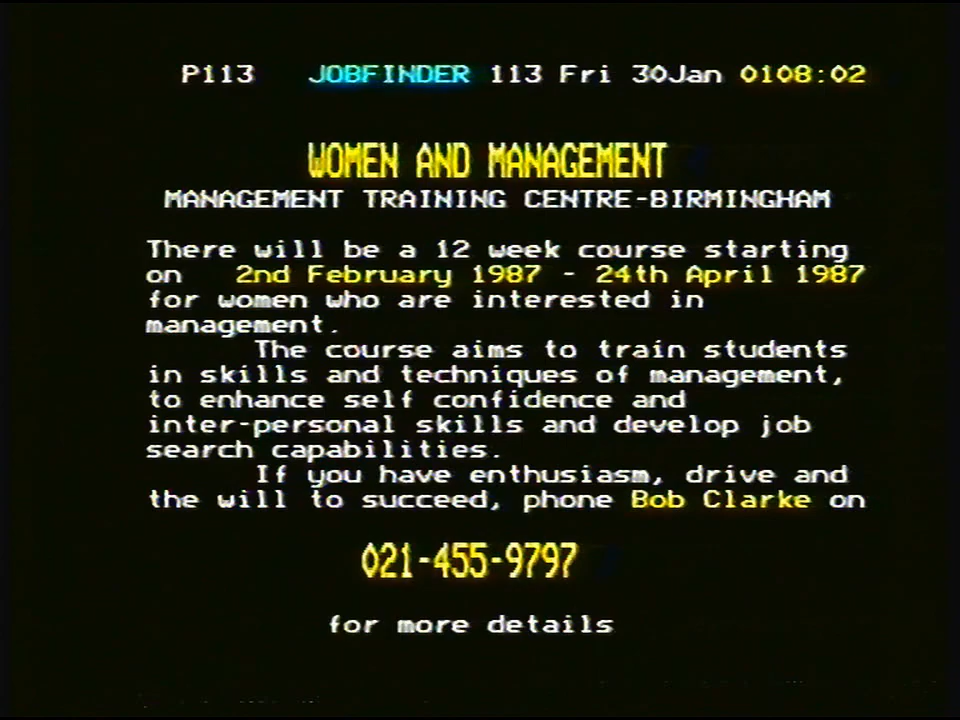 P113 JOBFINDER 113 Fri 30Jan 0108:02
WOMEN AND MANAGEMENT
MANAGEMENT TRAINING CENTRE-BIRMINGHAM
There will be a 12 week course starting
on 2nd February 1987 - 24th April 1987
for women who are interested in
management.
The course aims to train students
in skills and techniques of management,
to enhance self confidence and
inter-personal skills and develop job
search capabilities.
If you have enthusiasm, drive and
the will to succeed, phone Bob Clarke on
021-455-9797
for more details